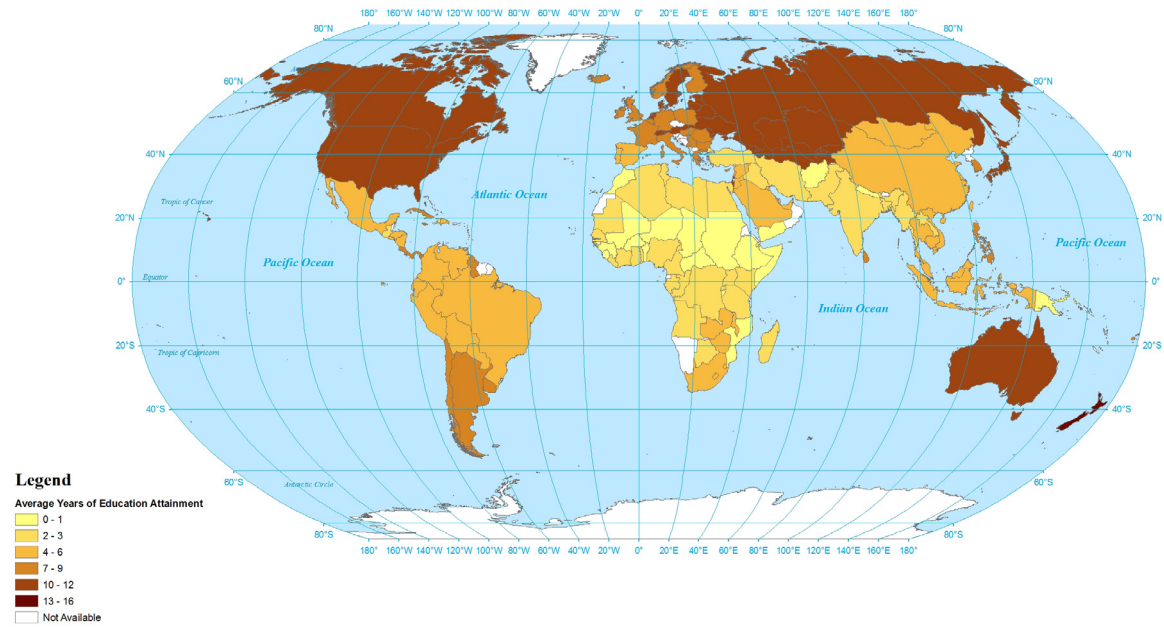 180° 160°W 140°W 120°W 100°W 80°W 60°W 40°W 20°W 0° 20°E 40°E 60°E 80°E 100°E 120°E 140°E 160°E 180°
80°N 80°N
60°N 60°N
40°N 40°N
Atlantic Ocean
Tropic of Cancer
20°N 20°N
Pacific Ocean Pacific Ocean
Equator
0° 0°
Indian Ocean
20°S 20°S
Tropic of Capricorn
40°S 40°S
60°S 60°S
Antarctic Circle
80°S 80°S
180° 160°W 140°W 120°W 100°W 80°W 60°W 40°W 20°W 0° 20°E 40°E 60°E 80°E 100°E 120°E 140°E 160°E 180°
Legend
Average Years of Education Attainment
0 - 1
2 - 3
4 - 6
7 - 9
10 - 12
13 - 16
Not Available